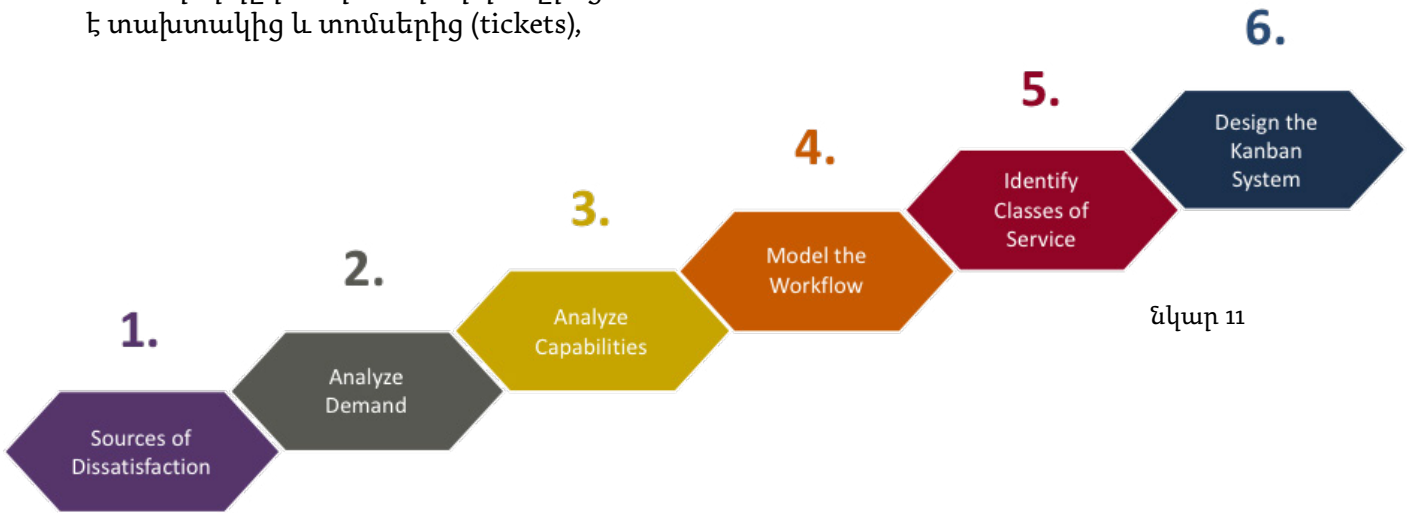 է տախտակից և տոմսերից (tickets),
6.
Design the
Kanban
System
5.
Identify
Classes of
Service
4.
Model the
Workflow
3.
Analyze
Capabilities
2.
Analyze
Demand
1.
Sources of
Dissatisfaction
նկար 11